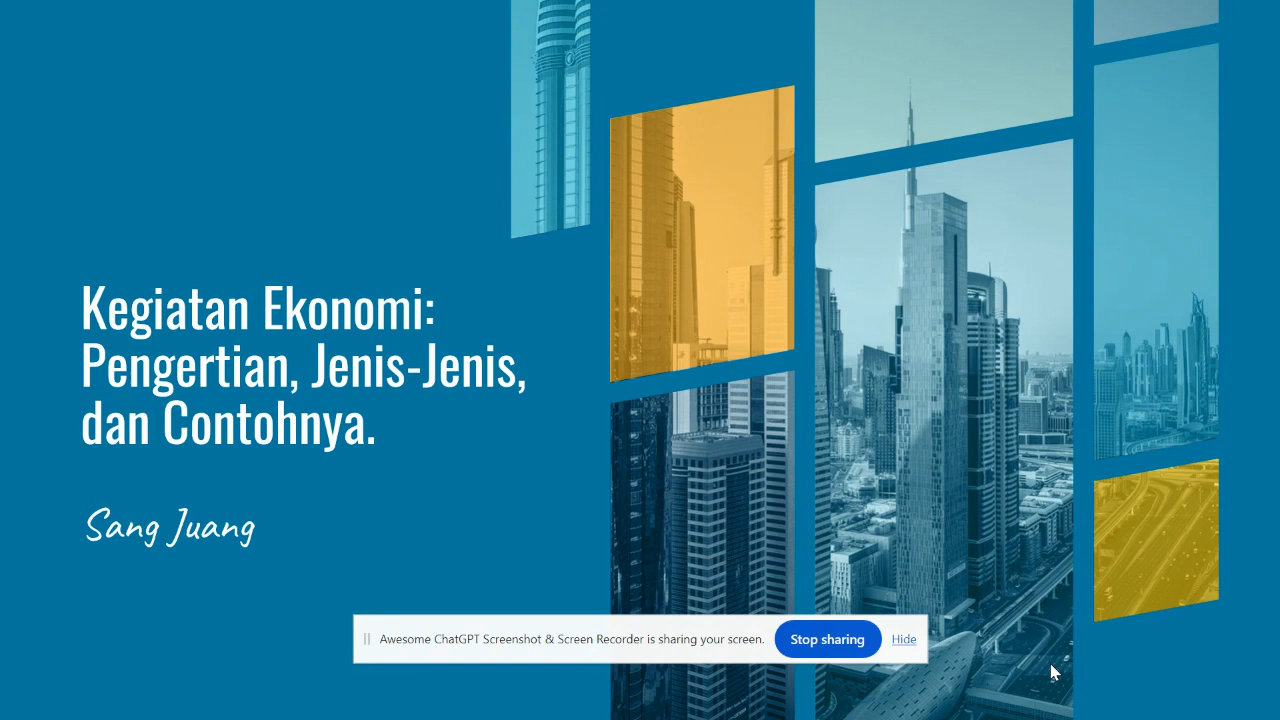 Kegiatan Ekonomi:
Pengertian, Jenis-Jenis,
dan Contohnya.
Sang Juang
Awesome ChatGPT Screenshot & Screen Recorder is sharing your screen. Stop sharing Hide